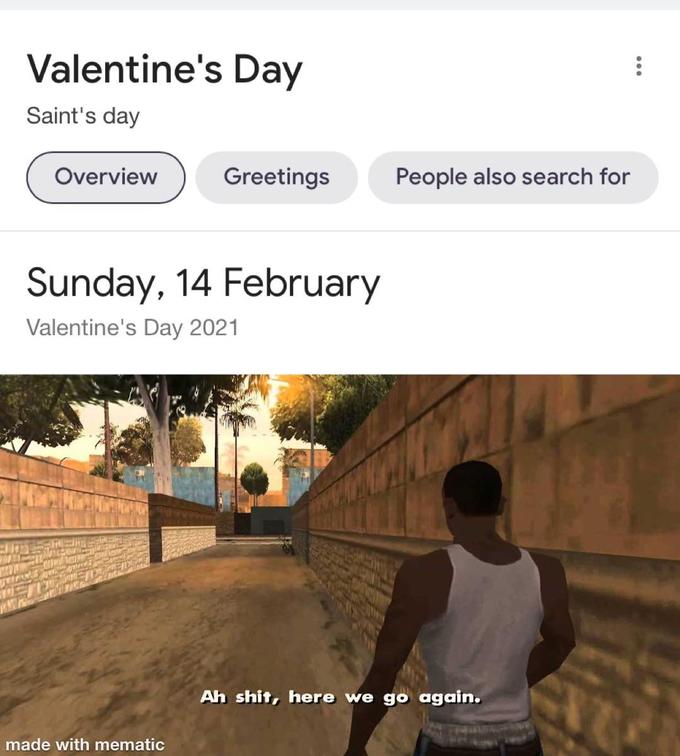 Valentine's Day
Saint's day
Overview
Greetings
People also search for
Sunday, 14 February
Valentine's Day 2021
Ah shit, here we go again.
made with mematic